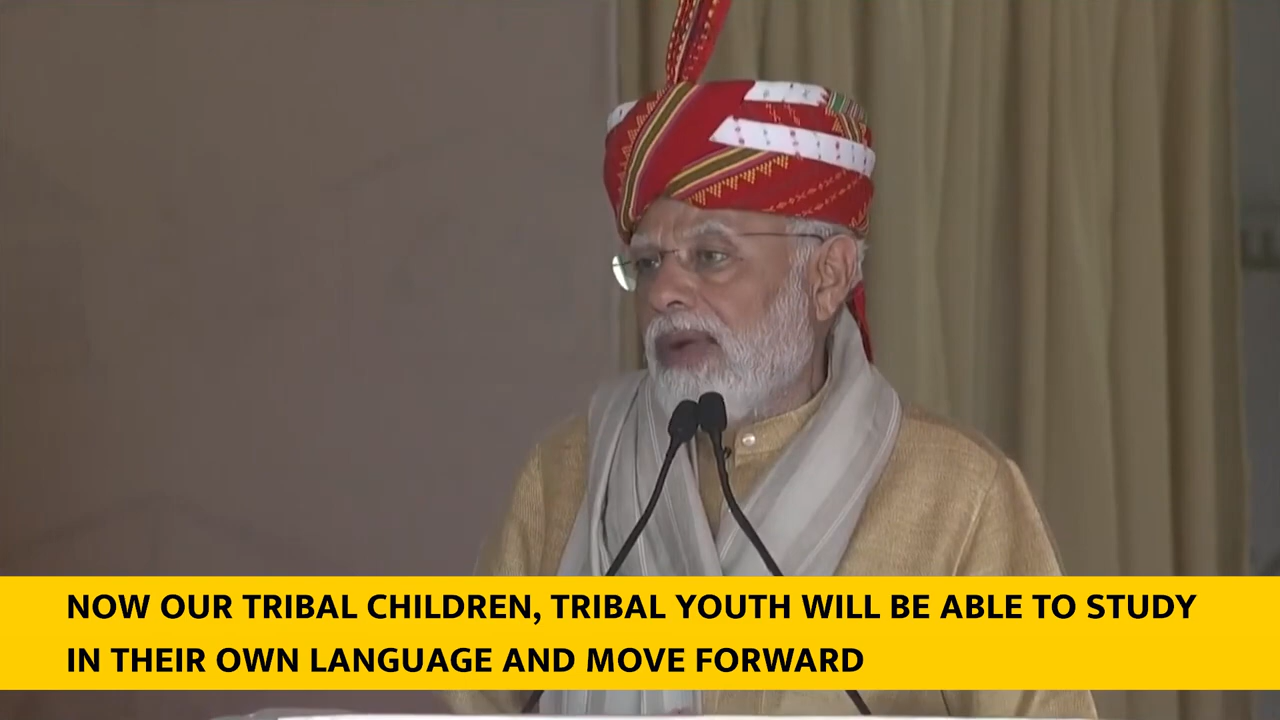 NOW OUR TRIBAL CHILDREN, TRIBAL YOUTH WILL BE ABLE TO STUDY
IN THEIR OWN LANGUAGE AND MOVE FORWARD